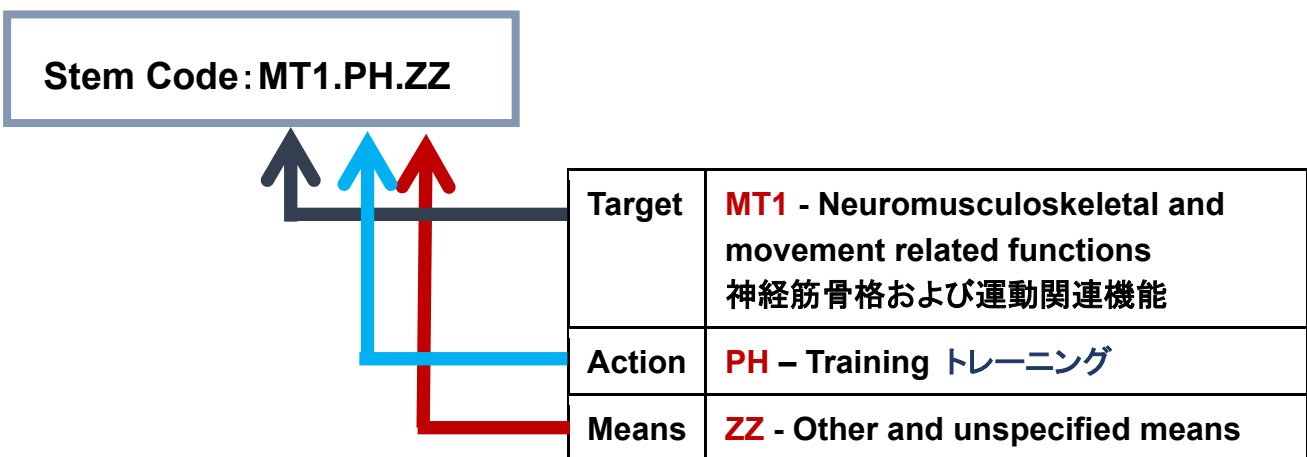 Stem Code：MT1.PH.ZZ
Target
MT1 - Neuromusculoskeletal and
movement related functions
神経筋骨格および運動関連機能
Action
PH – Training トレーニング
Means
ZZ - Other and unspecified means